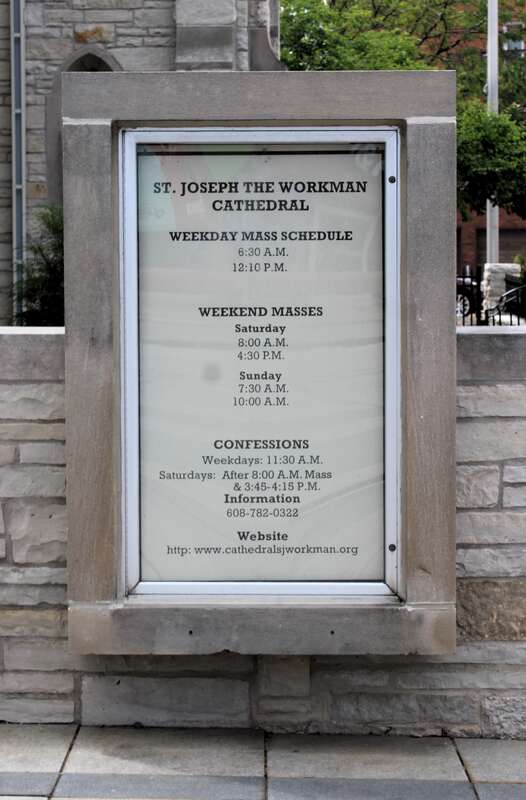 ST. JOSEPH THE WORKMAN
CATHEDRAL
WEEKDAY MASS SCHEDULE
6:30 A.M.
12:10 P.M.
WEEKEND MASSES
Saturday
8:00 A.M.
4:30 P.M.
Sunday
7:30 A.M.
10:00 A.M.
CONFESSIONS
Weekdays: 11:30 A.M.
Saturdays: After 8:00 A.M. Mass
& 3:45-4:15 P.M.
Information
608-782-0322
Website
http: www.cathedralsjworkman.org